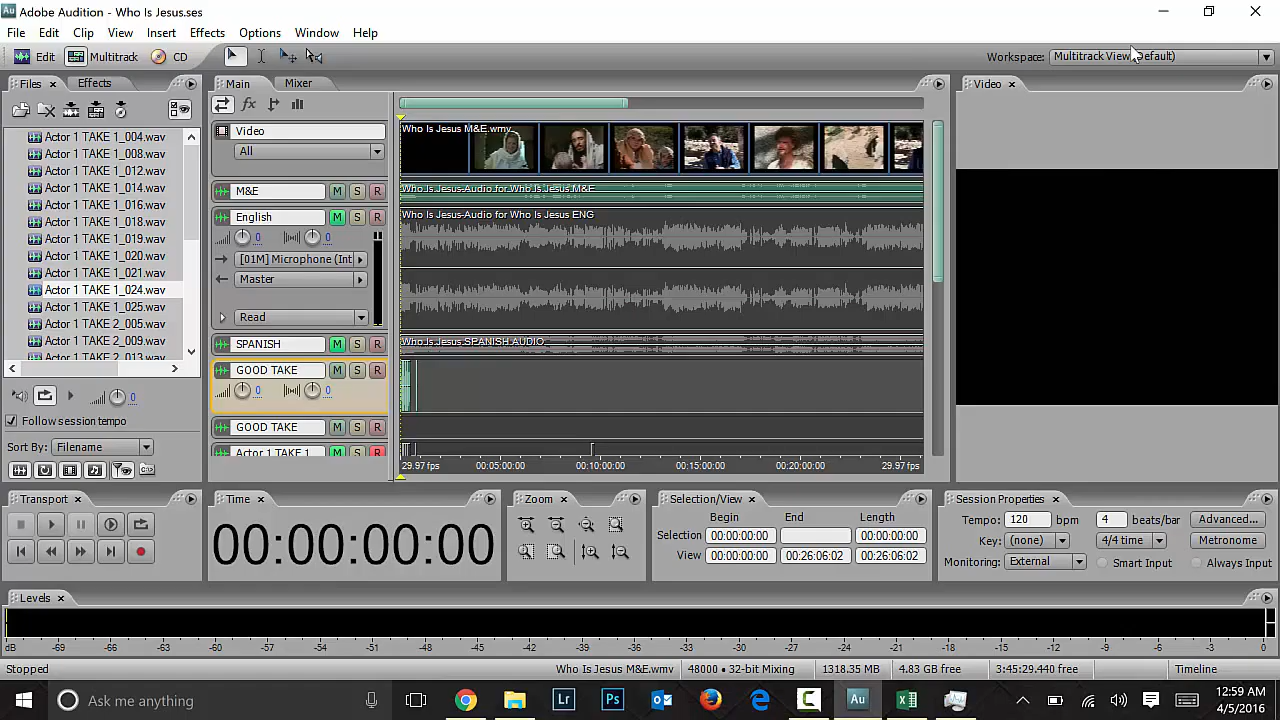 Au Adobe Audition - Who Is Jesus.ses
File Edit View Insert Effects Options Window Help
Edit Multitrack CD Workspace: Multitrack View (Default)
Files Effects Main Mixer Video
Actor 1 TAKE 1_004.wav
Actor 1 TAKE 1_008.wav
Actor 1 TAKE 1_012.wav
Actor 1 TAKE 1_014.wav
Actor 1 TAKE 1_016.wav
Actor 1 TAKE 1_018.wav
Actor 1 TAKE 1_019.wav
Actor 1 TAKE 1_020.wav
Actor 1 TAKE 1_021.wav
Actor 1 TAKE 1_024.wav
Actor 1 TAKE 1_025.wav
Actor 1 TAKE 2_005.wav
Actor 1 TAKE 2_009.wav
Actor 1 TAKE 2_013.wav
0
Follow session tempo
Sort By: Filename
fx
Video
All
Who Is Jesus M&E.wmv
M&E M S R
Who Is Jesus-Audio for Who Is Jesus M&E
English M S R
Who Is Jesus-Audio for Who Is Jesus ENG
0 0
[01M] Microphone (Int
Master
Read
SPANISH M S R
Who Is Jesus SPANISH AUDIO
GOOD TAKE M S R
0 0
GOOD TAKE M S R
Actor 1 TAKE 1 M S R
29.97 fps 00:05:00:00 00:10:00:00 00:15:00:00 00:20:00:00 29.97 fps
Transport Time Zoom Selection/View Session Properties
00:00:00:00
Begin End Length
Selection 00:00:00:00 00:00:00:00
View 00:00:00:00 00:26:06:02 00:26:06:02
Tempo: 120 bpm 4 beats/bar Advanced...
Key: (none) 4/4 time Metronome
Monitoring: External Smart Input Always Input
Levels
dB -69 -66 -63 -60 -57 -54 -51 -48 -45 -42 -39 -36 -33 -30 -27 -24 -21 -18 -15 -12 -9 -6 -3 0
Stopped Who Is Jesus M&E.wmv 48000 • 32-bit Mixing 1318.35 MB 4.83 GB free 3:45:29.440 free Timeline
Ask me anything Lr Ps Au 12:59 AM
4/5/2016